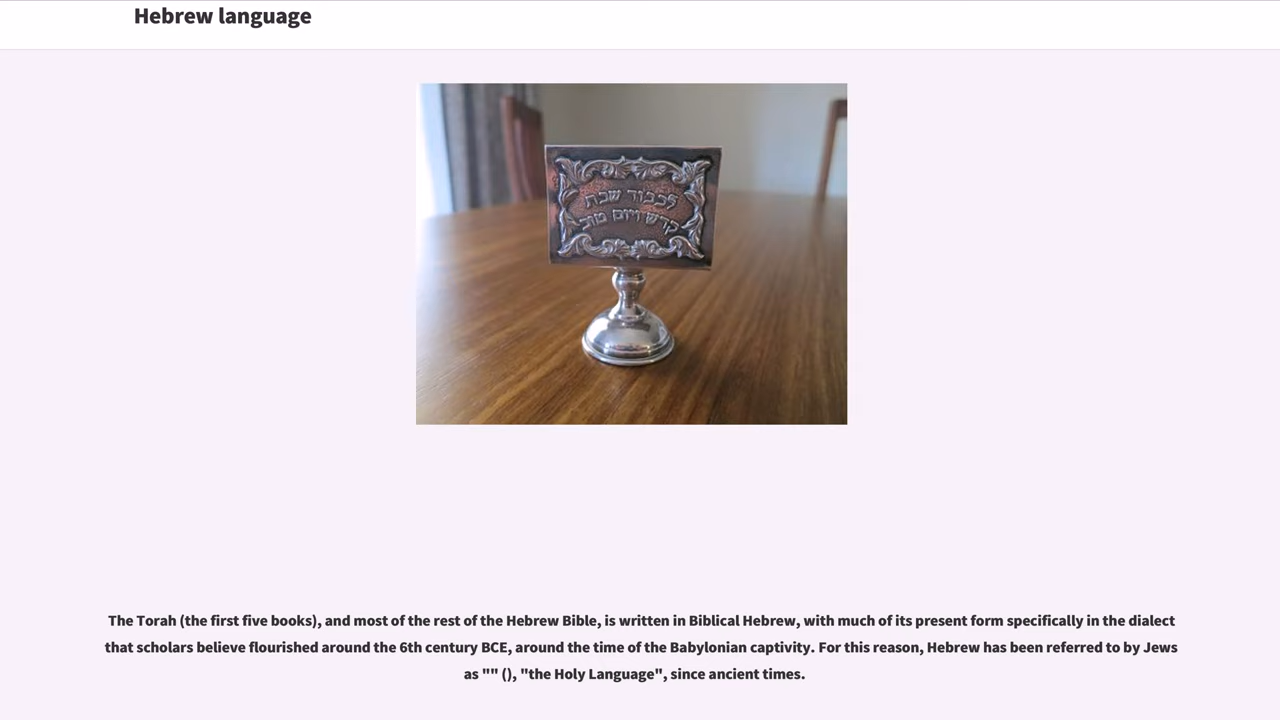 Hebrew language
לכבוד שבת
קדש ויום טוב
The Torah (the first five books), and most of the rest of the Hebrew Bible, is written in Biblical Hebrew, with much of its present form specifically in the dialect
that scholars believe flourished around the 6th century BCE, around the time of the Babylonian captivity. For this reason, Hebrew has been referred to by Jews
as "" (), "the Holy Language", since ancient times.